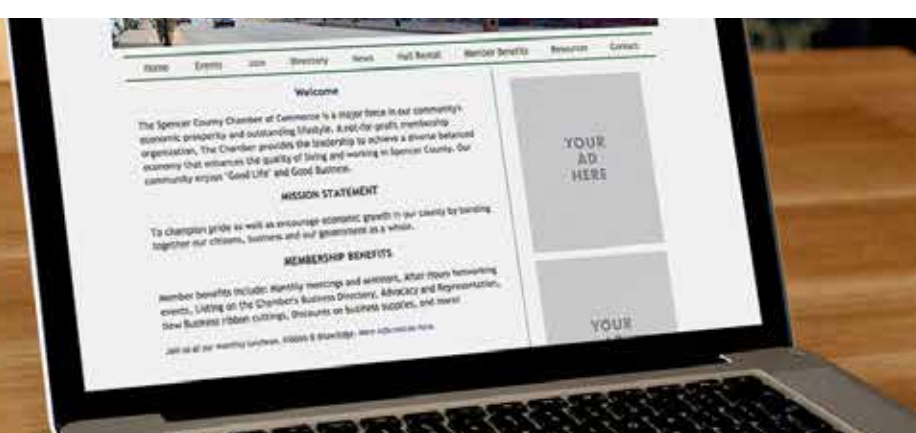 Home Events Join Directory News Hall Rental Member Benefits Resources Contact
Welcome
The Spencer County Chamber of Commerce is a major force in our community's
economic prosperity and outstanding lifestyle. A not-for-profit membership
organization, The Chamber provides the leadership to achieve a diverse balanced
economy that enhances the quality of living and working in Spencer County. Our
community enjoys 'Good Life' and Good Business.
MISSION STATEMENT
To champion pride as well as encourage economic growth in our county by banding
together our citizens, business and our government as a whole.
MEMBERSHIP BENEFITS
Member benefits include: Monthly meetings and seminars, After Hours Networking
events, Listing on the Chamber's Business Directory, Advocacy and Representation,
New Business ribbon cuttings, Discounts on business supplies, and more!
Join us at our monthly luncheon,
YOUR
AD
HERE
YOUR